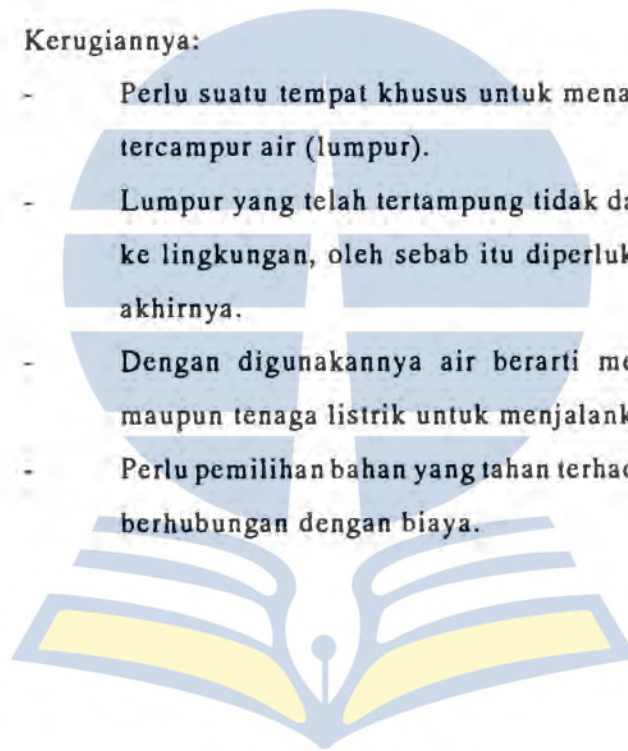 Kerugiannya:
- Perlu suatu tempat khusus untuk mena
tercampur air (lumpur).
- Lumpur yang telah tertampung tidak da
ke lingkungan, oleh sebab itu diperluk
akhirnya.
- Dengan digunakannya air berarti me
maupun tenaga listrik untuk menjalank
- Perlu pemilihan bahan yang tahan terhad
berhubungan dengan biaya.